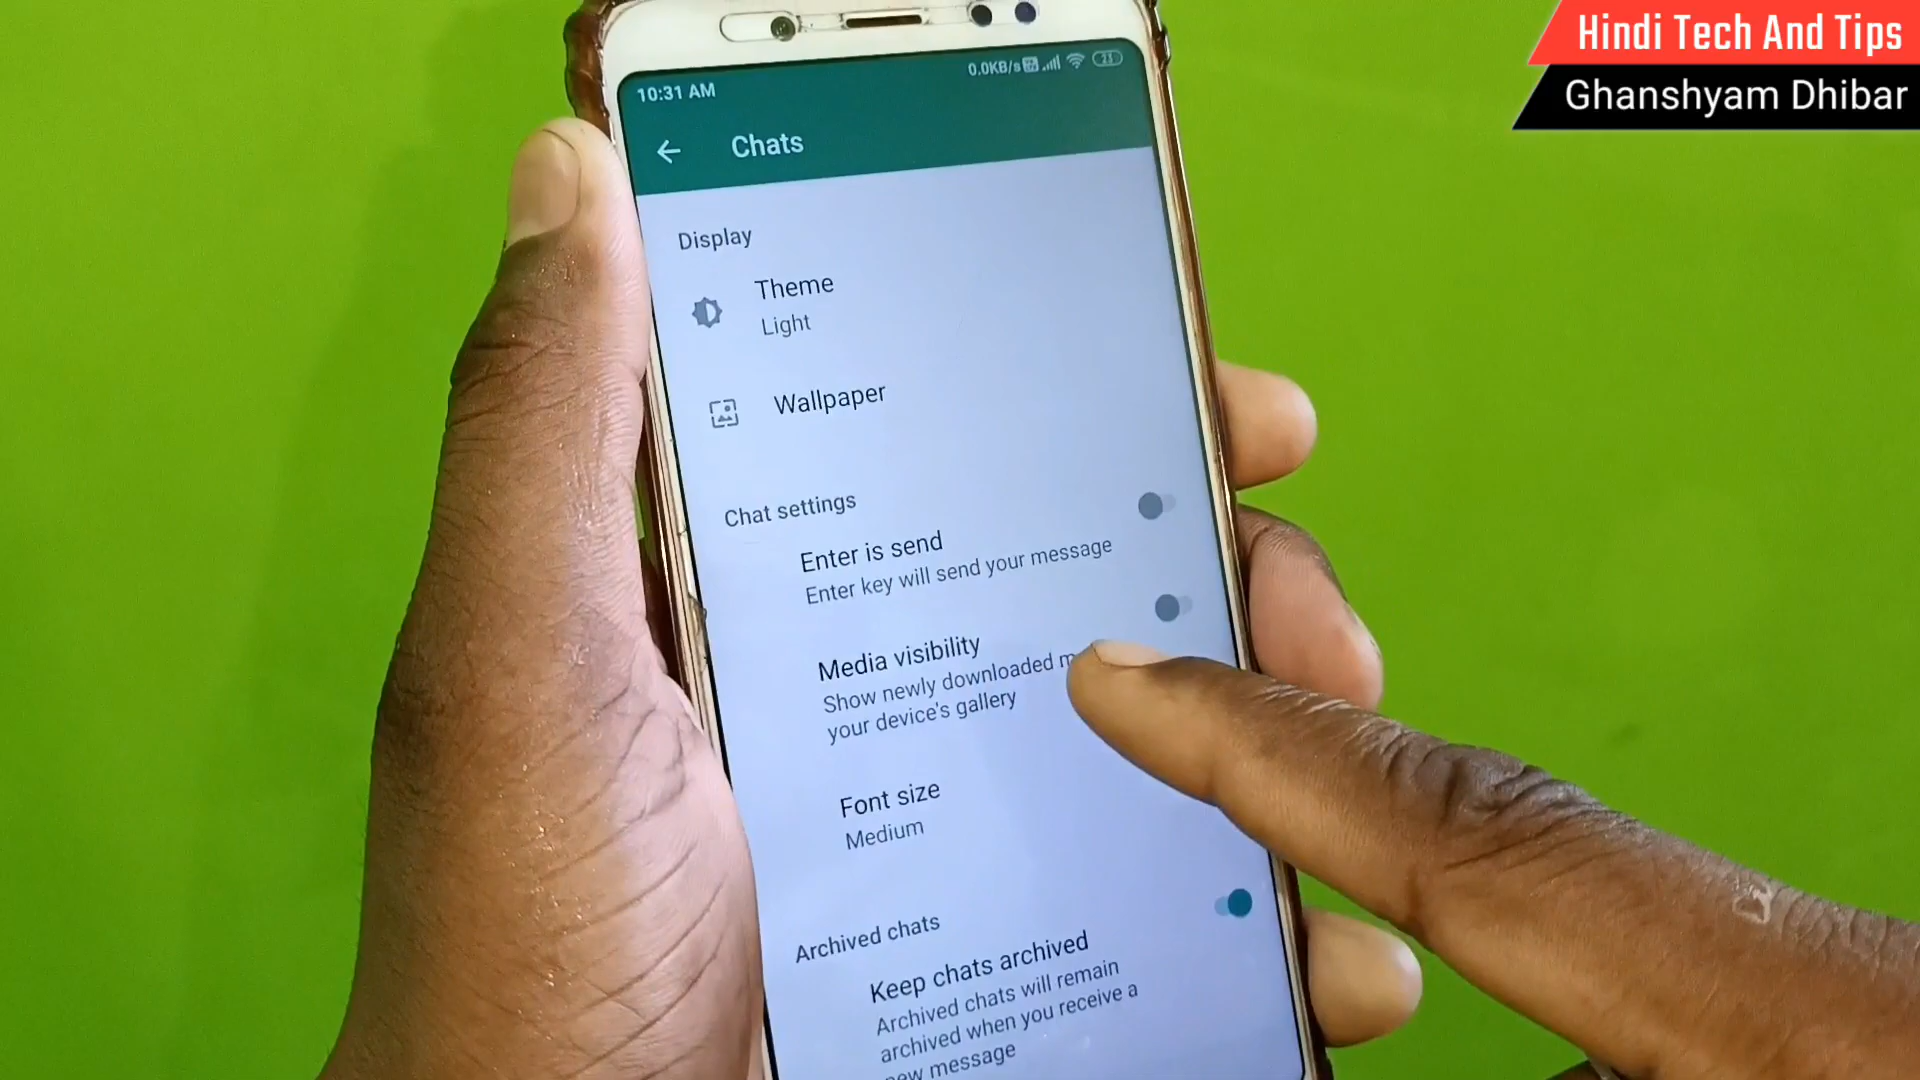 Hindi Tech And Tips
Ghanshyam Dhibar
10:31 AM
0.0KB/s
23
Chats
Display
Theme
Light
Wallpaper
Chat settings
Enter is send
Enter key will send your message
Media visibility
Show newly downloaded
your device's gallery
Font size
Medium
Archived chats
Keep chats archived
Archived chats will remain
archived when you receive a
new message